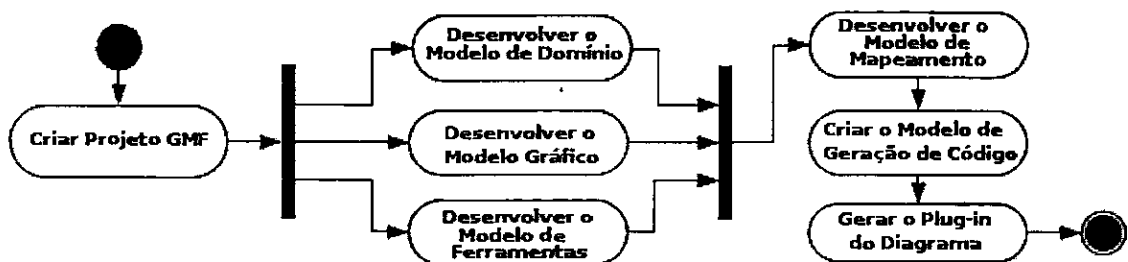 Criar Projeto GMF
Desenvolver o
Modelo de Domínio
Desenvolver o
Modelo Gráfico
Desenvolver o
Modelo de
Ferramentas
Desenvolver o
Modelo de
Mapeamento
Criar o Modelo de
Geração de Código
Gerar o Plug-in
do Diagrama